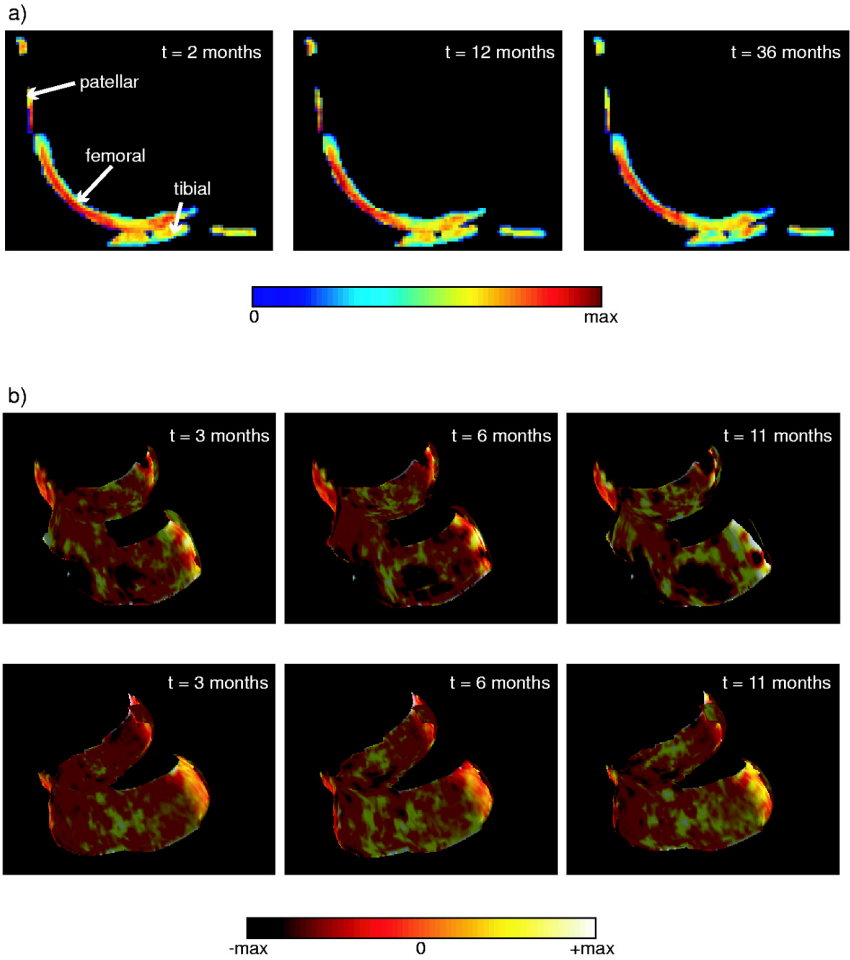 a)
t = 2 months
t = 12 months
t = 36 months
patellar
femoral
tibial
0 max
b)
t = 3 months
t = 6 months
t = 11 months
t = 3 months
t = 6 months
t = 11 months
-max 0 +max